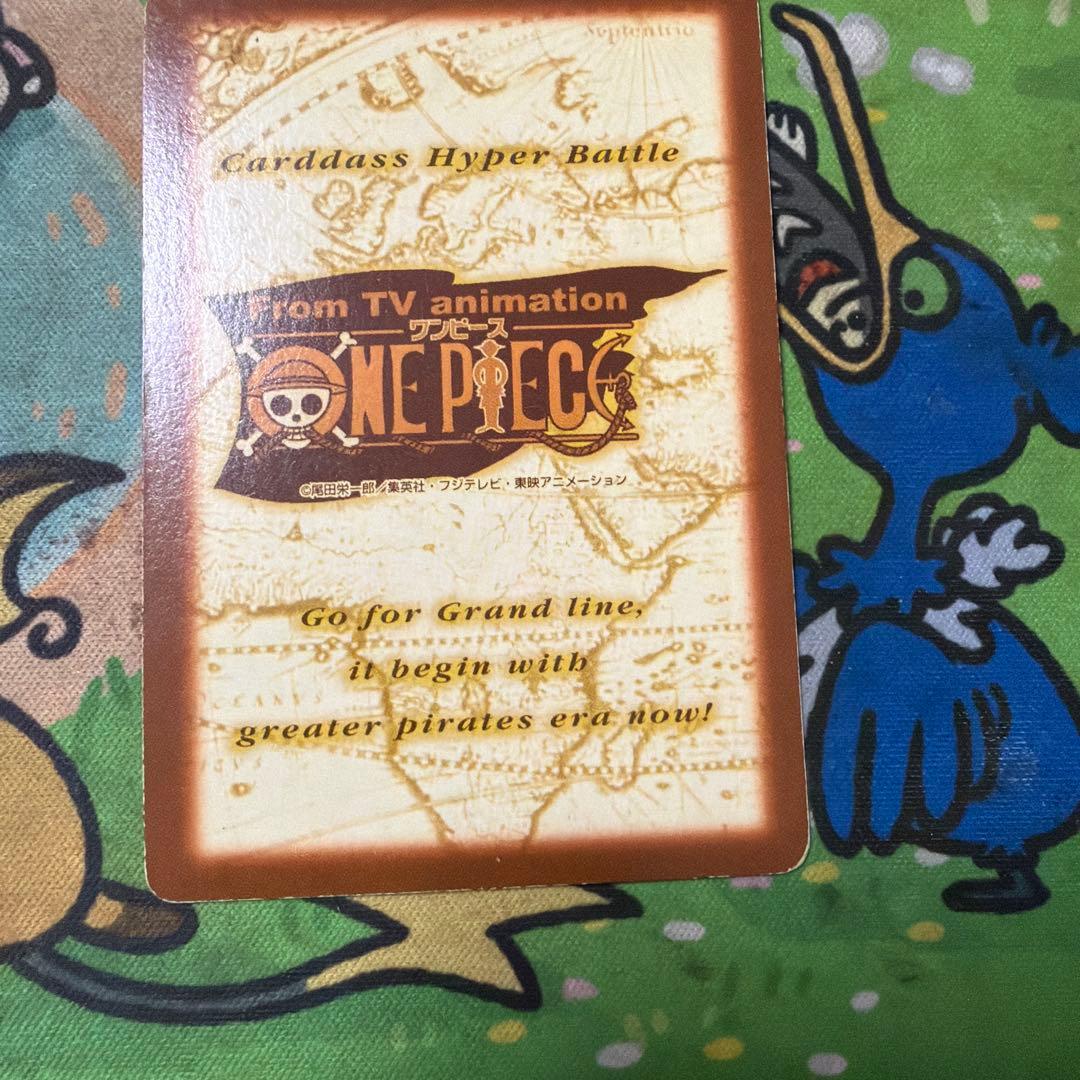 Septentrio
Carddass Hyper Battle
From TV animation
ワンピース
ONE PIECE
©尾田栄一郎／集英社・フジテレビ・東映アニメーション
Go for Grand line,
it begin with
greater pirates era now!